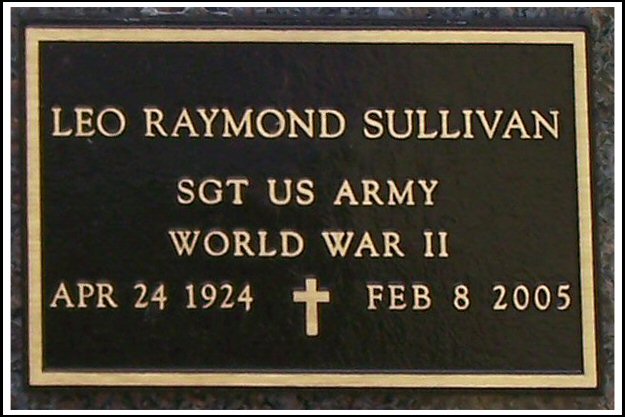 LEO RAYMOND SULLIVAN
SGT US ARMY
WORLD WAR II
APR 24 1924 FEB 8 2005